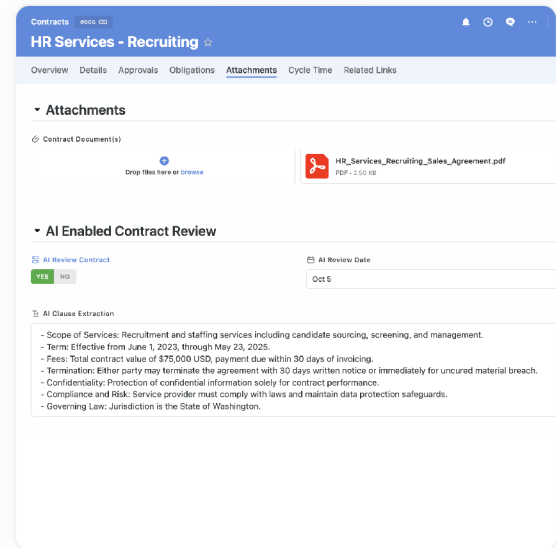 Contracts
HR Services - Recruiting
Overview Details Approvals Obligations Attachments Cycle Time Related Links
Attachments
Contract Document(s)
Drop files here or browse
HR_Services_Recruiting_Sales_Agreement.pdf
PDF • 2.50 KB
AI Enabled Contract Review
AI Review Contract
YES NO
AI Review Date
Oct 5
AI Clause Extraction
- Scope of Services: Recruitment and staffing services including candidate sourcing, screening, and management.
- Term: Effective from June 1, 2023, through May 23, 2025.
- Fees: Total contract value of $75,000 USD, payment due within 30 days of invoicing.
- Termination: Either party may terminate the agreement with 30 days written notice or immediately for uncured material breach.
- Confidentiality: Protection of confidential information solely for contract performance.
- Compliance and Risk: Service provider must comply with laws and maintain data protection safeguards.
- Governing Law: Jurisdiction is the State of Washington.